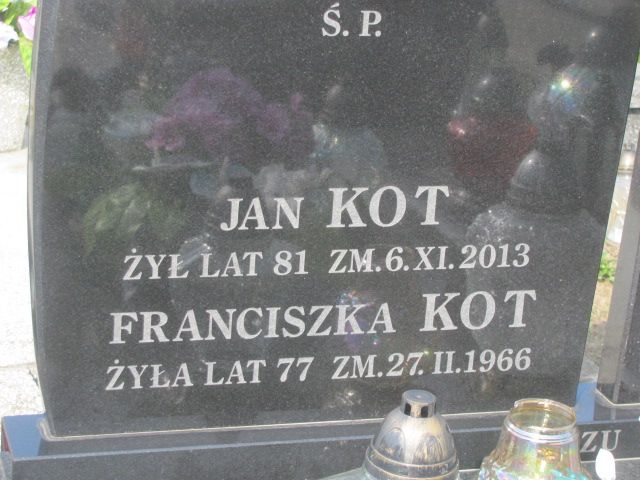 Ś. P.
JAN KOT
ŻYŁ LAT 81 ZM. 6. XI. 2013
FRANCISZKA KOT
ŻYŁA LAT 77 ZM. 27. II. 1966